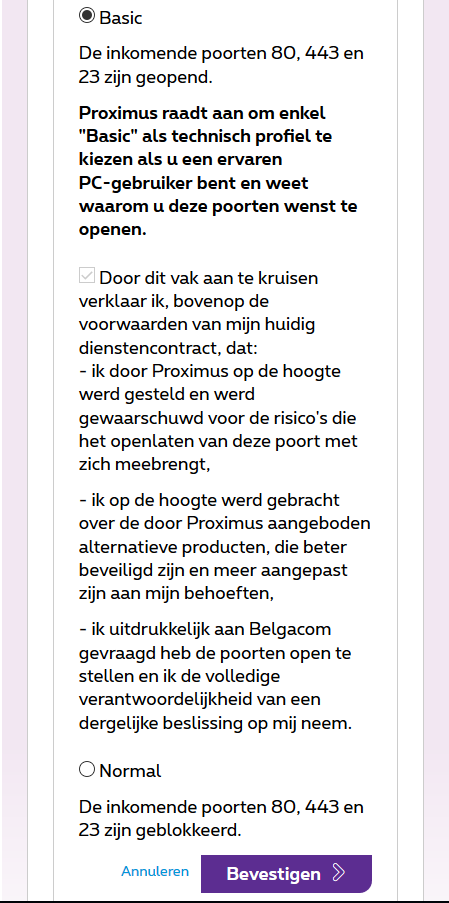 Basic
De inkomende poorten 80, 443 en
23 zijn geopend.
Proximus raadt aan om enkel
"Basic" als technisch profiel te
kiezen als u een ervaren
PC-gebruiker bent en weet
waarom u deze poorten wenst te
openen.
Door dit vak aan te kruisen
verklaar ik, bovenop de
voorwaarden van mijn huidig
dienstencontract, dat:
- ik door Proximus op de hoogte
werd gesteld en werd
gewaarschuwd voor de risico's die
het openlaten van deze poort met
zich meebrengt,
- ik op de hoogte werd gebracht
over de door Proximus aangeboden
alternatieve producten, die beter
beveiligd zijn en meer aangepast
zijn aan mijn behoeften,
- ik uitdrukkelijk aan Belgacom
gevraagd heb de poorten open te
stellen en ik de volledige
verantwoordelijkheid van een
dergelijke beslissing op mij neem.
Normal
De inkomende poorten 80, 443 en
23 zijn geblokkeerd.
Annuleren Bevestigen